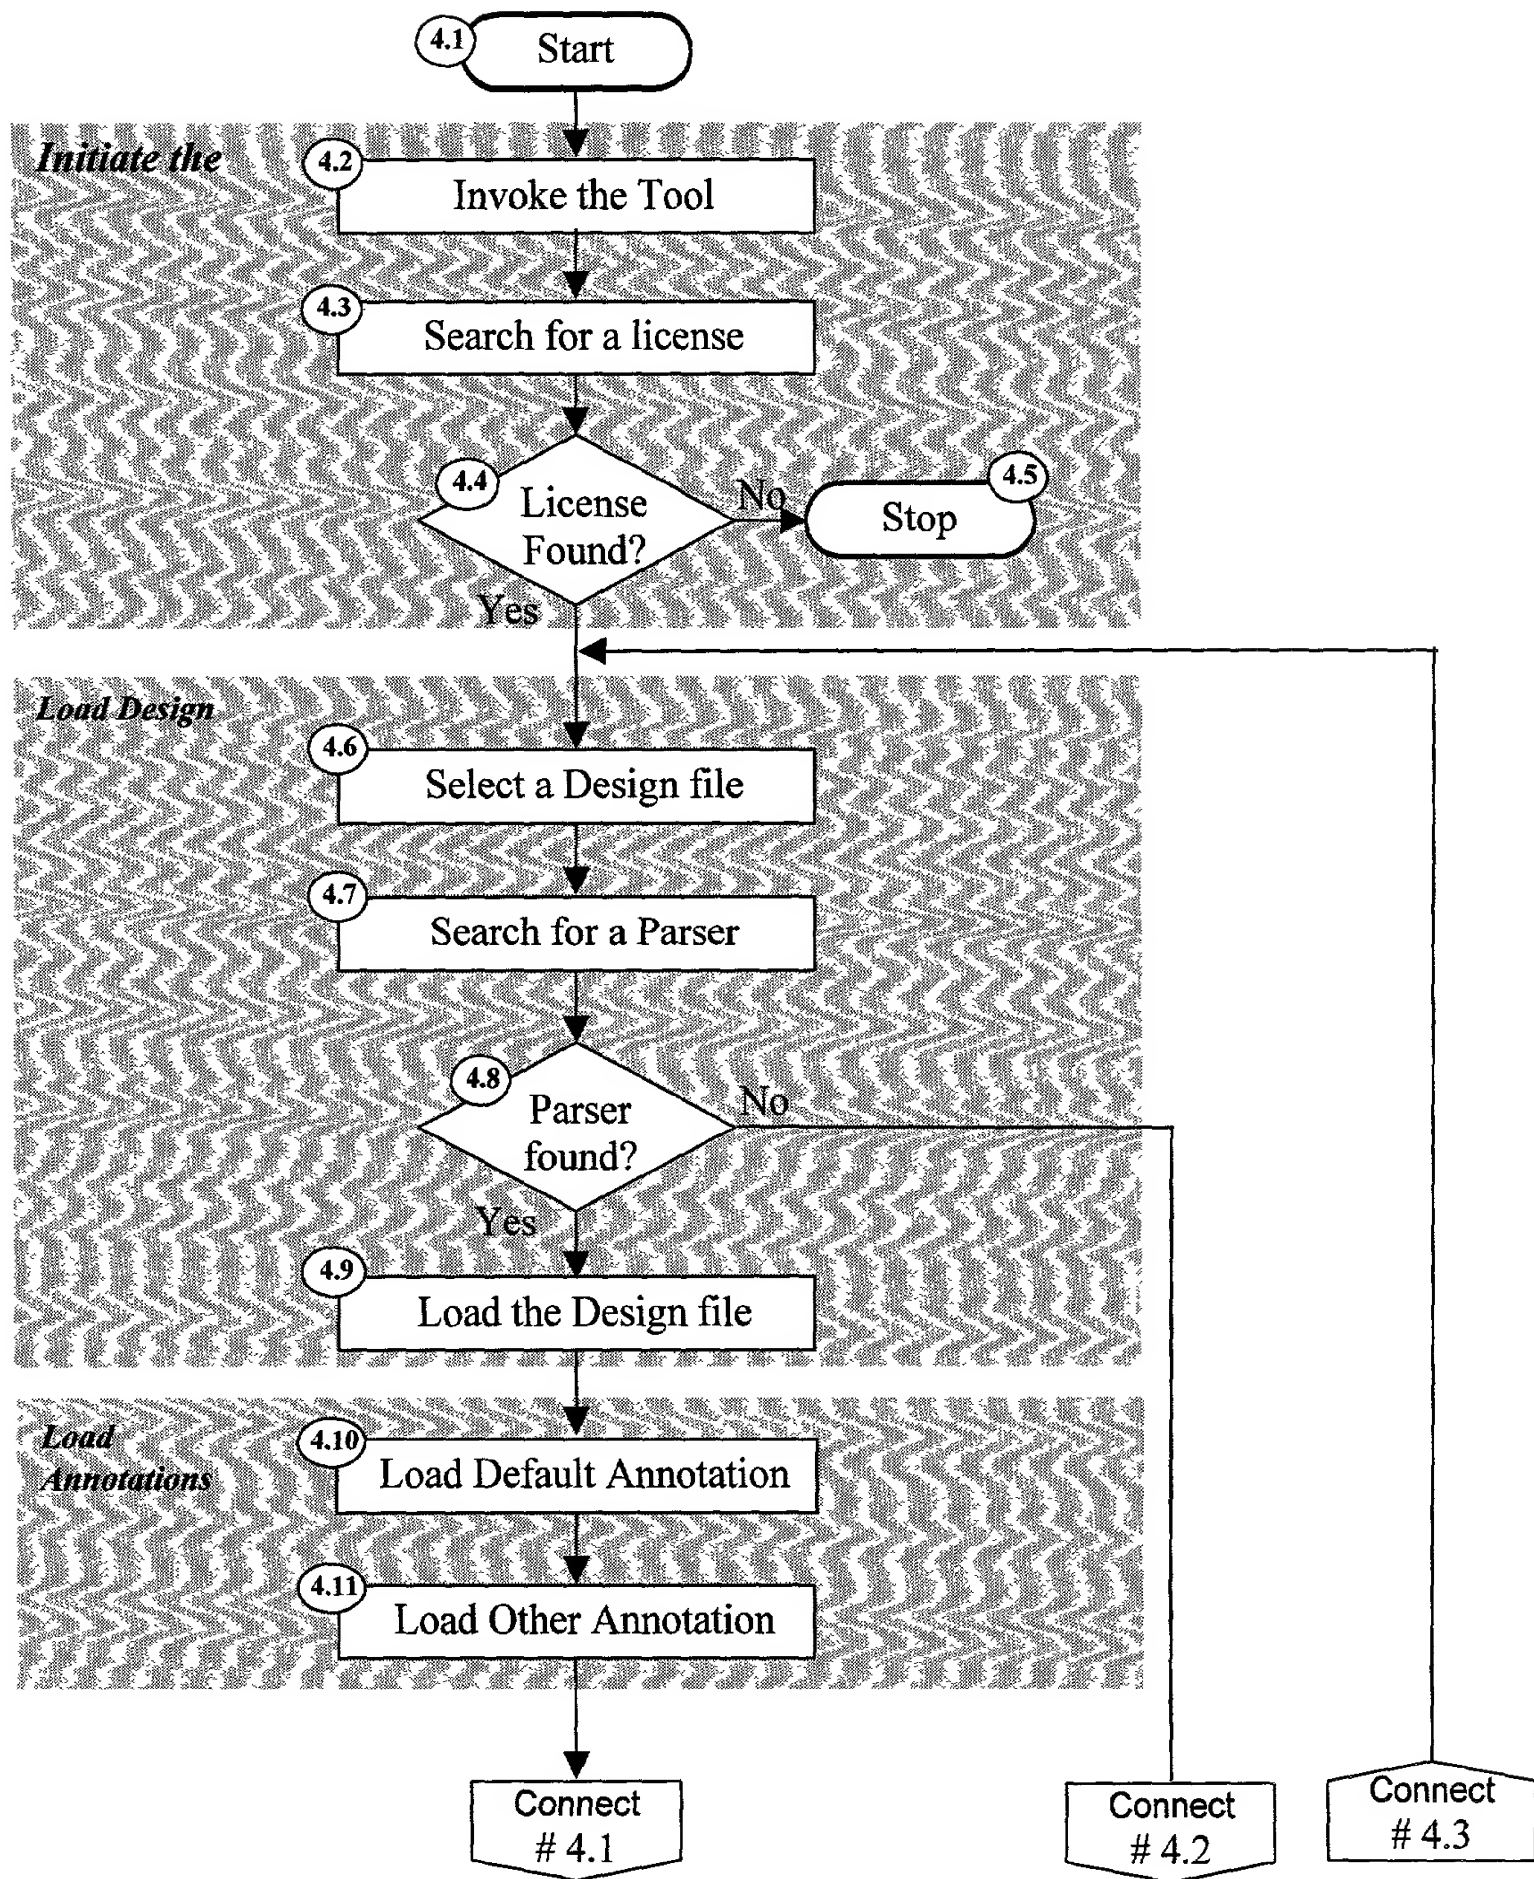 4.1
Start
Initiate the
4.2
Invoke the Tool
4.3
Search for a license
4.4
License
Found?
No
4.5
Stop
Yes
Load Design
4.6
Select a Design file
4.7
Search for a Parser
4.8
Parser
found?
No
Yes
4.9
Load the Design file
Load
Annotations
4.10
Load Default Annotation
4.11
Load Other Annotation
Connect
# 4.1
Connect
# 4.2
Connect
# 4.3